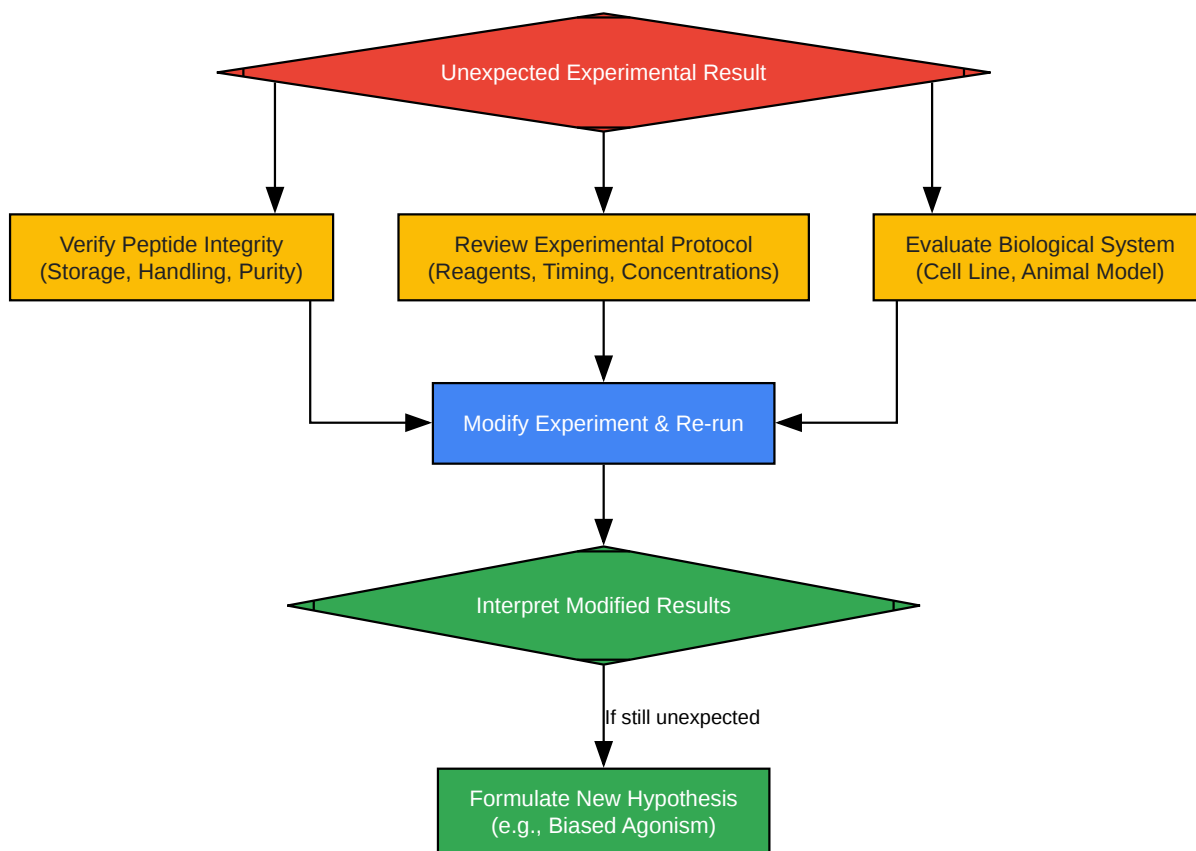 Unexpected Experimental Result
Verify Peptide Integrity
(Storage, Handling, Purity)
Review Experimental Protocol
(Reagents, Timing, Concentrations)
Evaluate Biological System
(Cell Line, Animal Model)
Modify Experiment & Re-run
Interpret Modified Results
If still unexpected
Formulate New Hypothesis
(e.g., Biased Agonism)